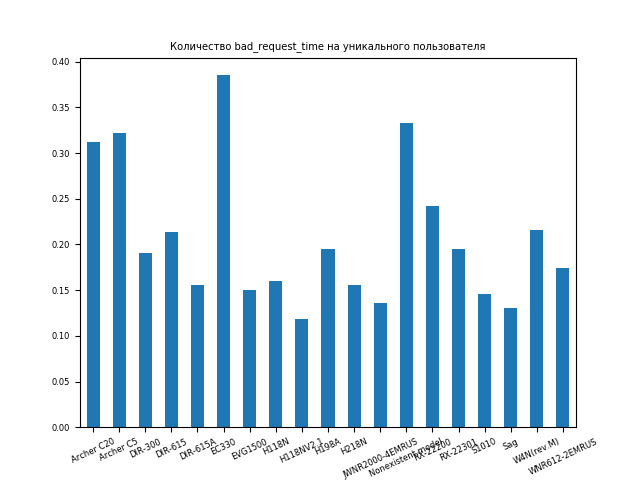 Количество bad_request_time на уникального пользователя
0.40
0.35
0.30
0.25
0.20
0.15
0.10
0.05
0.00
Archer C20
Archer C5
DIR-300
DIR-615
DIR-615A
EC330
EVG1500
H118N
H118NV2.1
H198A
H218N
JWNR2000-4EMRUS
Nonexistent model
RX-22200
RX-22301
S1010
Sag
W4N(rev.M)
WNR612-2EMRUS